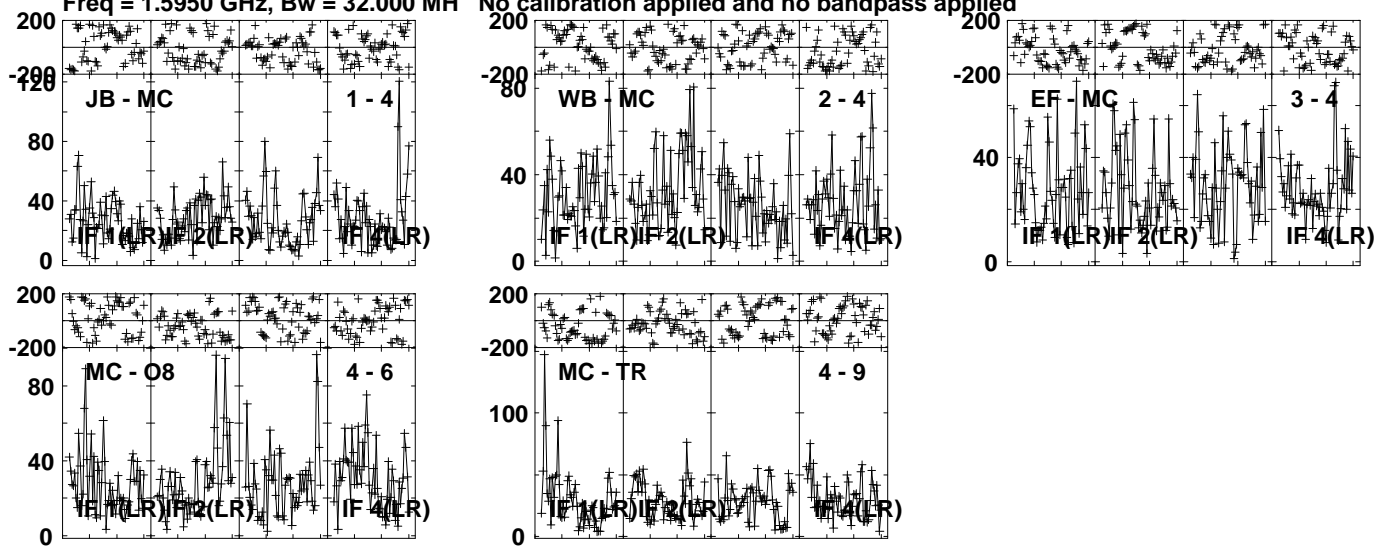 Freq = 1.5950 GHz, Bw = 32.000 MH No calibration applied and no bandpass applied
200
-200
120
80
40
0
JB - MC 1 - 4
IF 1(LR) IF 2(LR) IF 4(LR)
200
-200
80
40
0
WB - MC 2 - 4
IF 1(LR) IF 2(LR) IF 4(LR)
200
-200
40
0
EF - MC 3 - 4
IF 1(LR) IF 2(LR) IF 4(LR)
200
-200
80
40
0
MC - O8 4 - 6
IF 1(LR) IF 2(LR) IF 4(LR)
200
-200
100
0
MC - TR 4 - 9
IF 1(LR) IF 2(LR) IF 4(LR)